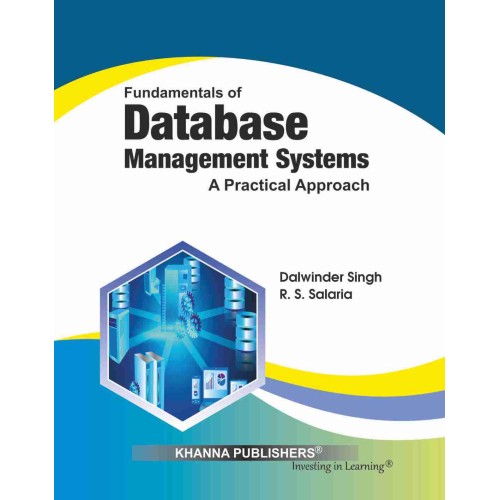 Fundamentals of
Database
Management Systems
A Practical Approach
Dalwinder Singh
R. S. Salaria
KHANNA PUBLISHERS®
Investing in Learning®